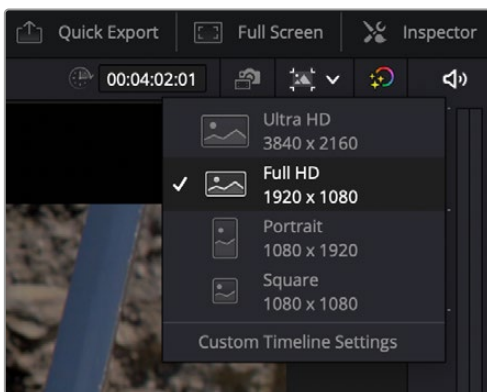 Quick Export
Full Screen
Inspector
00:04:02:01
Ultra HD
3840 x 2160
Full HD
1920 x 1080
Portrait
1080 x 1920
Square
1080 x 1080
Custom Timeline Settings